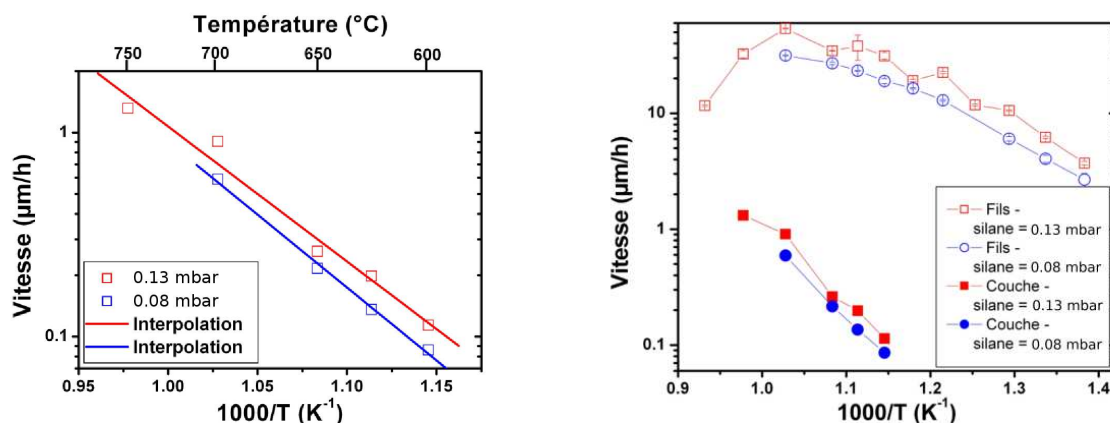 Température (°C)
750 700 650 600
Vitesse (µm/h)
1
0.1
0.13 mbar
0.08 mbar
Interpolation
Interpolation
0.95 1.00 1.05 1.10 1.15
1000/T (K⁻¹)
Vitesse (µm/h)
10
1
0.1
Fils -
silane = 0.13 mbar
Fils -
silane = 0.08 mbar
Couche -
silane = 0.13 mbar
Couche -
silane = 0.08 mbar
0.9 1.0 1.1 1.2 1.3 1.4
1000/T (K⁻¹)